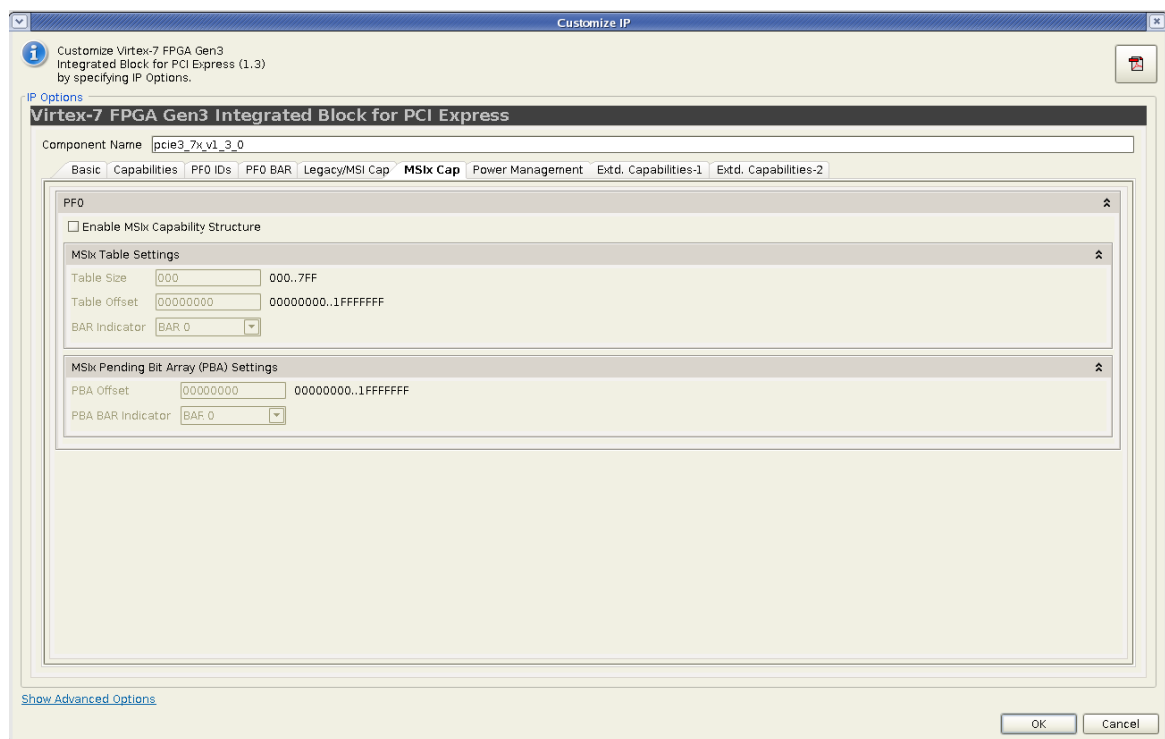 Customize IP
Customize Virtex-7 FPGA Gen3
Integrated Block for PCI Express (1.3)
by specifying IP Options.
IP Options
Virtex-7 FPGA Gen3 Integrated Block for PCI Express
Component Name pcie3_7x_v1_3_0
Basic Capabilities PF0 IDs PF0 BAR Legacy/MSI Cap MSIx Cap Power Management Extd. Capabilities-1 Extd. Capabilities-2
PF0
Enable MSIx Capability Structure
MSIx Table Settings
Table Size 000 000..7FF
Table Offset 00000000 00000000..1FFFFFFF
BAR Indicator BAR 0
MSIx Pending Bit Array (PBA) Settings
PBA Offset 00000000 00000000..1FFFFFFF
PBA BAR Indicator BAR 0
Show Advanced Options
OK Cancel